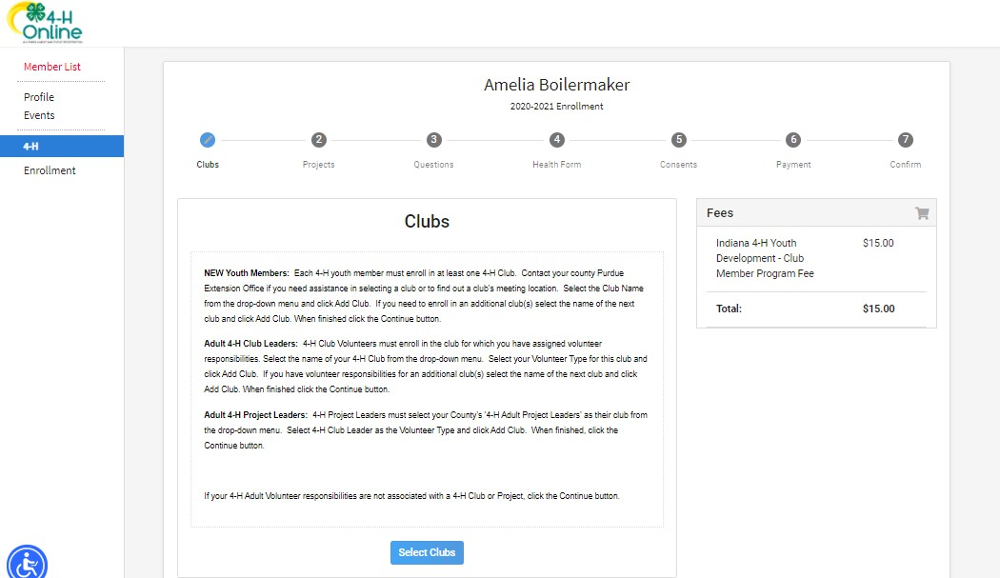 4-H
Online
Member List
Profile
Events
4-H
Enrollment
Amelia Boilermaker
2020-2021 Enrollment
2 3 4 5 6 7
Clubs Projects Questions Health Form Consents Payment Confirm
Clubs
NEW Youth Members: Each 4-H youth member must enroll in at least one 4-H Club. Contact your county Purdue
Extension Office if you need assistance in selecting a club or to find out a club's meeting location. Select the Club Name
from the drop-down menu and click Add Club. If you need to enroll in an additional club(s) select the name of the next
club and click Add Club. When finished click the Continue button.
Adult 4-H Club Leaders: 4-H Club Volunteers must enroll in the club for which you have assigned volunteer
responsibilities. Select the name of your 4-H Club from the drop-down menu. Select your Volunteer Type for this club and
click Add Club. If you have volunteer responsibilities for an additional club(s) select the name of the next club and click
Add Club. When finished click the Continue button.
Adult 4-H Project Leaders: 4-H Project Leaders must select your County's '4-H Adult Project Leaders' as their club from
the drop-down menu. Select 4-H Club Leader as the Volunteer Type and click Add Club. When finished, click the
Continue button.
If your 4-H Adult Volunteer responsibilities are not associated with a 4-H Club or Project, click the Continue button.
Select Clubs
Fees
Indiana 4-H Youth $15.00
Development - Club
Member Program Fee
Total: $15.00